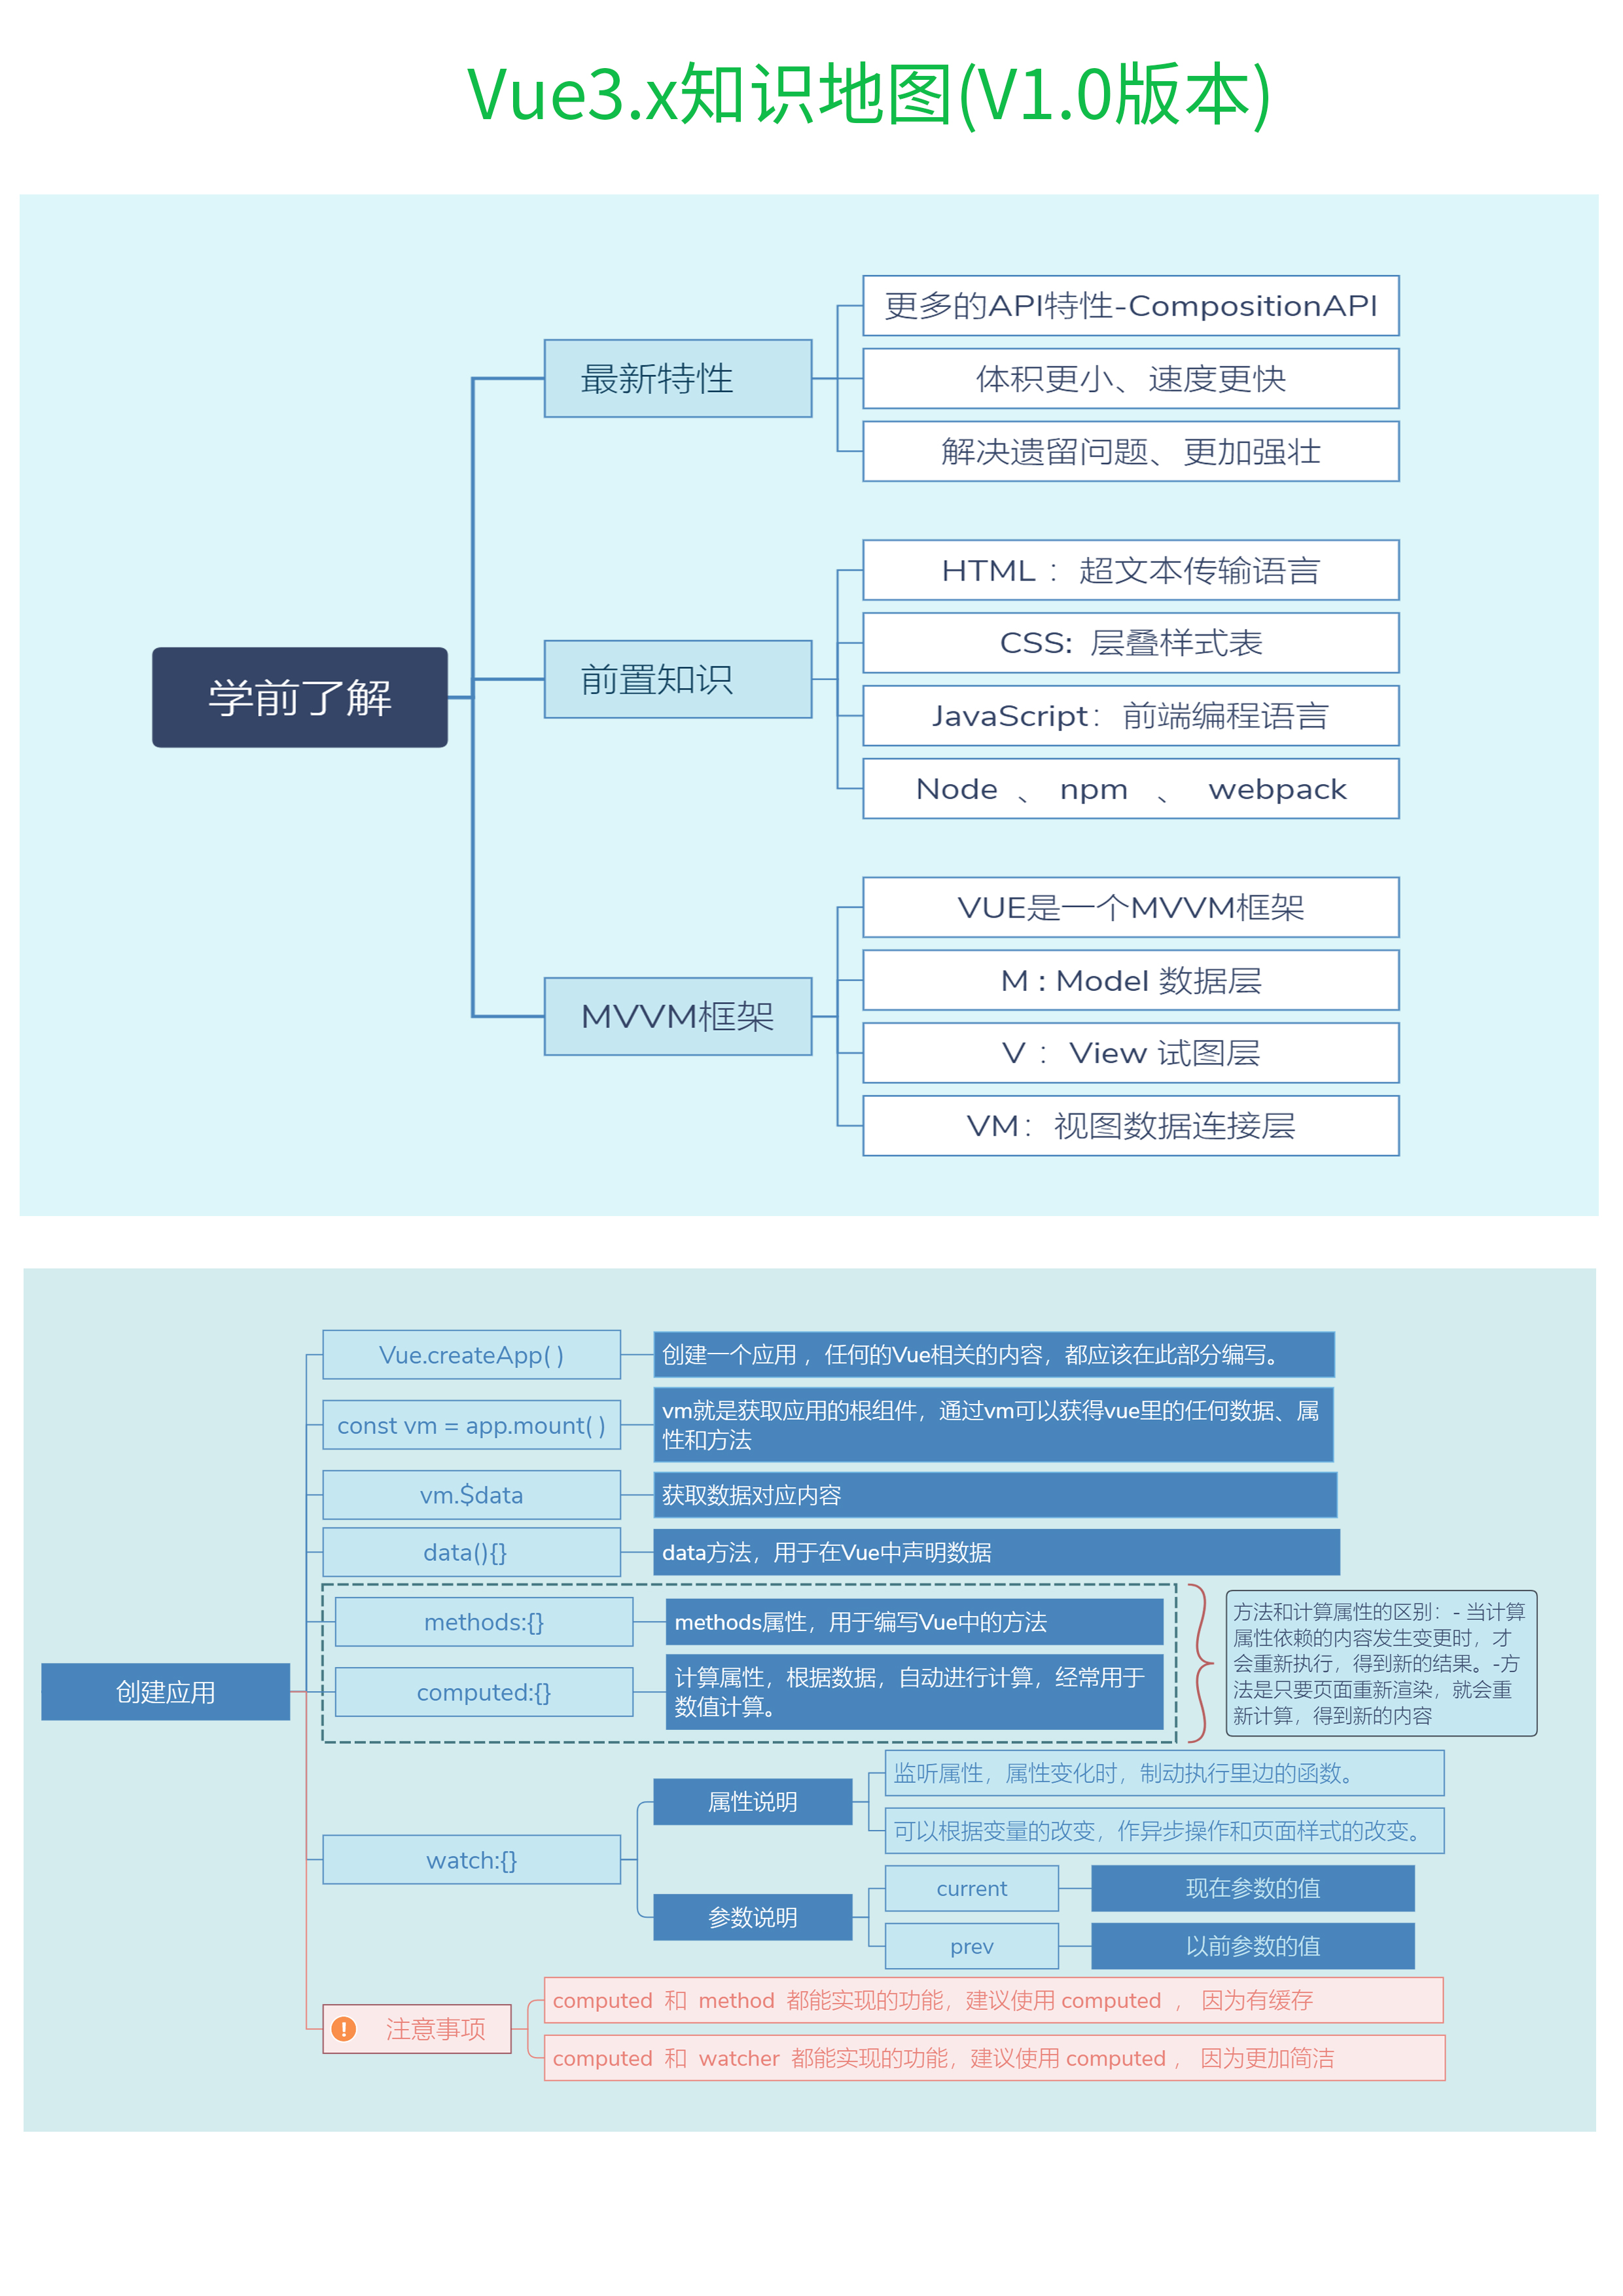 Vue3.x知识地图(V1.0版本)
学前了解
最新特性
更多的API特性-CompositionAPI
体积更小、速度更快
解决遗留问题、更加强壮
前置知识
HTML： 超文本传输语言
CSS: 层叠样式表
JavaScript：前端编程语言
Node 、 npm 、 webpack
MVVM框架
VUE是一个MVVM框架
M : Model 数据层
V ： View 试图层
VM：视图数据连接层
创建应用
Vue.createApp( )
创建一个应用 ，任何的Vue相关的内容，都应该在此部分编写。
const vm = app.mount( )
vm就是获取应用的根组件，通过vm可以获得vue里的任何数据、属
性和方法
vm.$data
获取数据对应内容
data(){}
data方法，用于在Vue中声明数据
methods:{}
methods属性，用于编写Vue中的方法
computed:{}
计算属性，根据数据，自动进行计算，经常用于
数值计算。
方法和计算属性的区别：- 当计算
属性依赖的内容发生变更时，才
会重新执行，得到新的结果。-方
法是只要页面重新渲染，就会重
新计算，得到新的内容
watch:{}
属性说明
监听属性，属性变化时，制动执行里边的函数。
可以根据变量的改变，作异步操作和页面样式的改变。
参数说明
current
现在参数的值
prev
以前参数的值
注意事项
computed 和 method 都能实现的功能，建议使用 computed ， 因为有缓存
computed 和 watcher 都能实现的功能，建议使用 computed ， 因为更加简洁